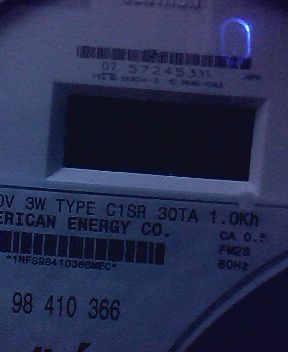 07 57245311
0V 3W TYPE C1SR 30TA 1.0Kh
ERICAN ENERGY CO.
CA 0.5
FM2S
60Hz
*1NFS98410366MEC*
98 410 366